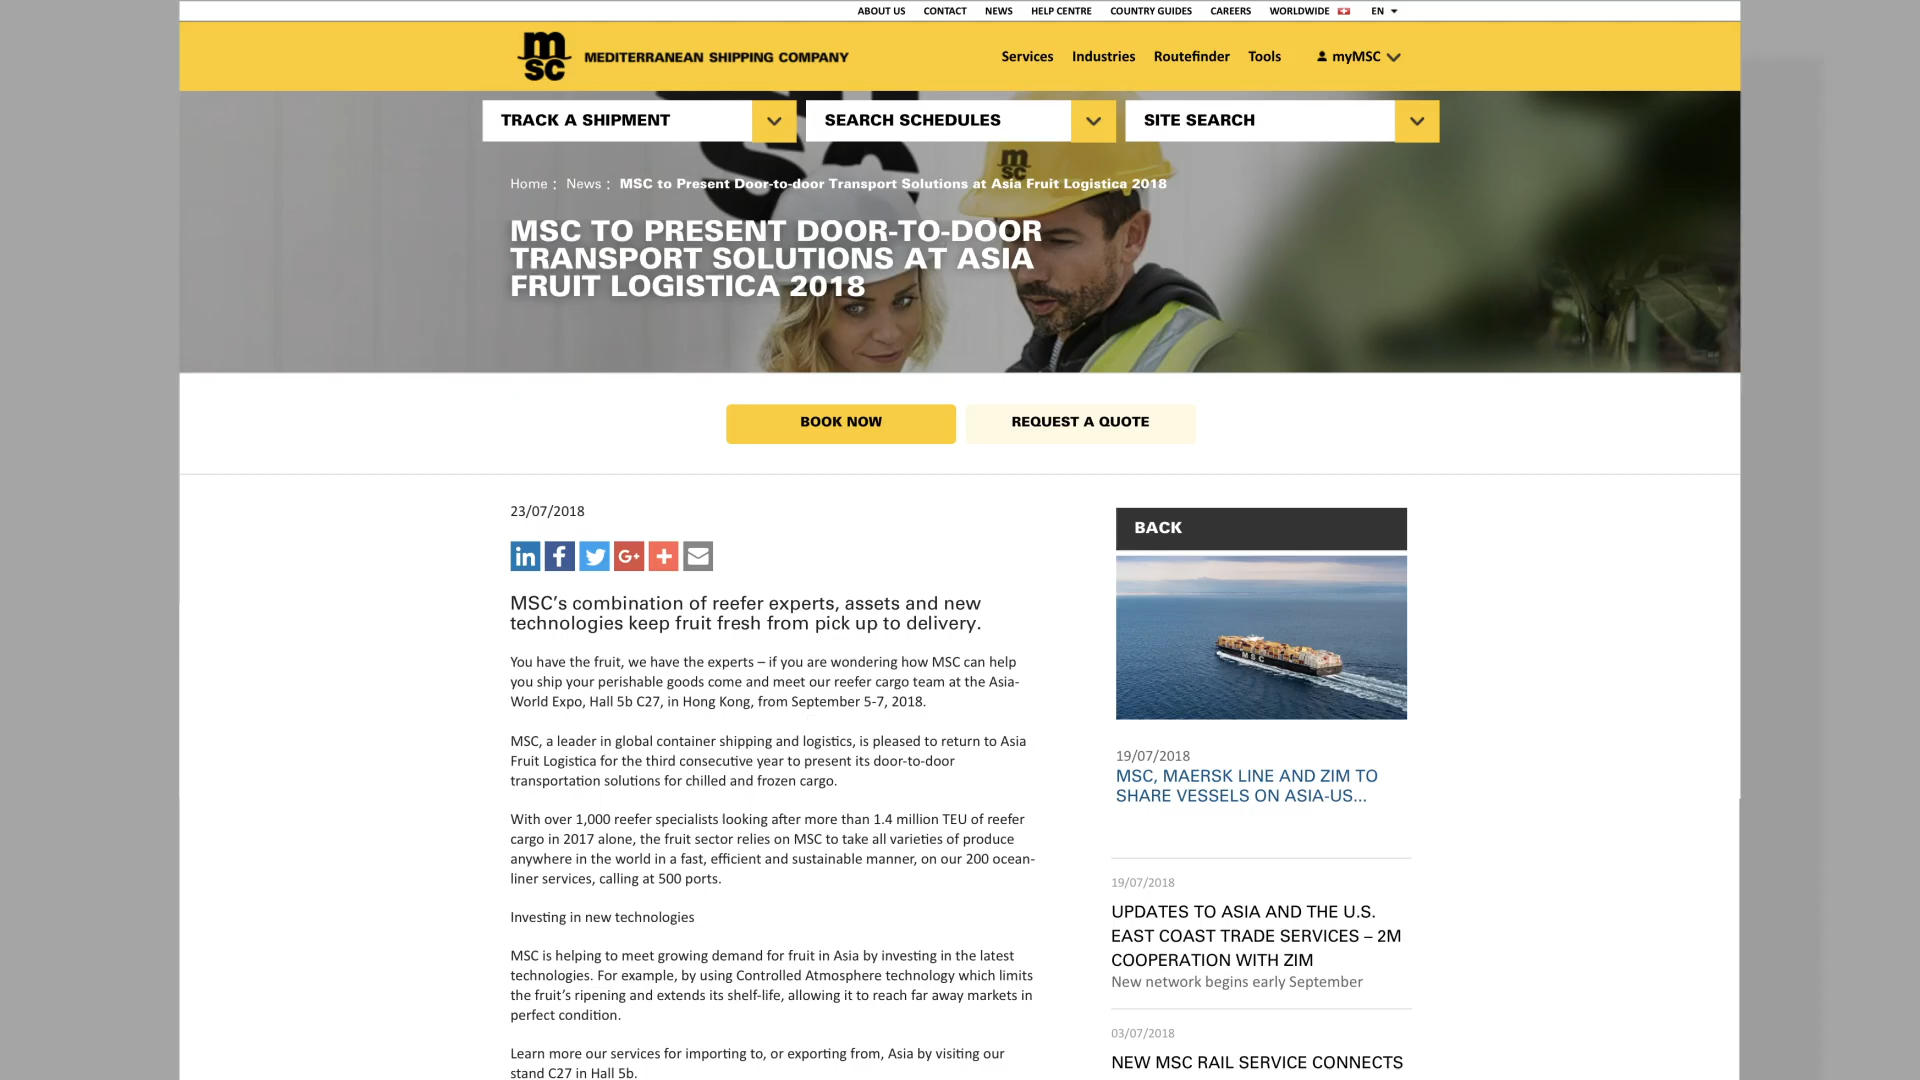 ABOUT US CONTACT NEWS HELP CENTRE COUNTRY GUIDES CAREERS WORLDWIDE EN
msc MEDITERRANEAN SHIPPING COMPANY Services Industries Routefinder Tools myMSC
TRACK A SHIPMENT SEARCH SCHEDULES SITE SEARCH
msc
Home : News : MSC to Present Door-to-door Transport Solutions at Asia Fruit Logistica 2018
MSC TO PRESENT DOOR-TO-DOOR
TRANSPORT SOLUTIONS AT ASIA
FRUIT LOGISTICA 2018
BOOK NOW REQUEST A QUOTE
23/07/2018
in f G+
MSC's combination of reefer experts, assets and new
technologies keep fruit fresh from pick up to delivery.
You have the fruit, we have the experts – if you are wondering how MSC can help
you ship your perishable goods come and meet our reefer cargo team at the Asia-
World Expo, Hall 5b C27, in Hong Kong, from September 5-7, 2018.
MSC, a leader in global container shipping and logistics, is pleased to return to Asia
Fruit Logistica for the third consecutive year to present its door-to-door
transportation solutions for chilled and frozen cargo.
With over 1,000 reefer specialists looking after more than 1.4 million TEU of reefer
cargo in 2017 alone, the fruit sector relies on MSC to take all varieties of produce
anywhere in the world in a fast, efficient and sustainable manner, on our 200 ocean-
liner services, calling at 500 ports.
Investing in new technologies
MSC is helping to meet growing demand for fruit in Asia by investing in the latest
technologies. For example, by using Controlled Atmosphere technology which limits
the fruit's ripening and extends its shelf-life, allowing it to reach far away markets in
perfect condition.
Learn more our services for importing to, or exporting from, Asia by visiting our
stand C27 in Hall 5b.
BACK
MSC
19/07/2018
MSC, MAERSK LINE AND ZIM TO
SHARE VESSELS ON ASIA-US...
19/07/2018
UPDATES TO ASIA AND THE U.S.
EAST COAST TRADE SERVICES – 2M
COOPERATION WITH ZIM
New network begins early September
03/07/2018
NEW MSC RAIL SERVICE CONNECTS